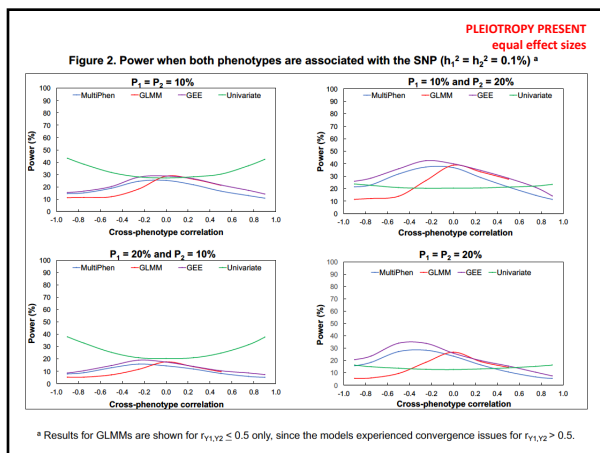 PLEIOTROPY PRESENT
equal effect sizes
Figure 2. Power when both phenotypes are associated with the SNP (h₁² = h₂² = 0.1%) ᵃ
P₁ = P₂ = 10%
100
90
80
70
60
50
40
30
20
10
0
Power (%)
MultiPhen GLMM GEE Univariate
-1.0 -0.8 -0.6 -0.4 -0.2 0.0 0.2 0.4 0.6 0.8 1.0
Cross-phenotype correlation
P₁ = 10% and P₂ = 20%
100
90
80
70
60
50
40
30
20
10
0
Power (%)
MultiPhen GLMM GEE Univariate
-1.0 -0.8 -0.6 -0.4 -0.2 0.0 0.2 0.4 0.6 0.8 1.0
Cross-phenotype correlation
P₁ = 20% and P₂ = 10%
100
90
80
70
60
50
40
30
20
10
0
Power (%)
MultiPhen GLMM GEE Univariate
-1.0 -0.8 -0.6 -0.4 -0.2 0.0 0.2 0.4 0.6 0.8 1.0
Cross-phenotype correlation
P₁ = P₂ = 20%
100
90
80
70
60
50
40
30
20
10
0
Power (%)
MultiPhen GLMM GEE Univariate
-1.0 -0.8 -0.6 -0.4 -0.2 0.0 0.2 0.4 0.6 0.8 1.0
Cross-phenotype correlation
ᵃ Results for GLMMs are shown for r_Y1,Y2 ≤ 0.5 only, since the models experienced convergence issues for r_Y1,Y2 > 0.5.